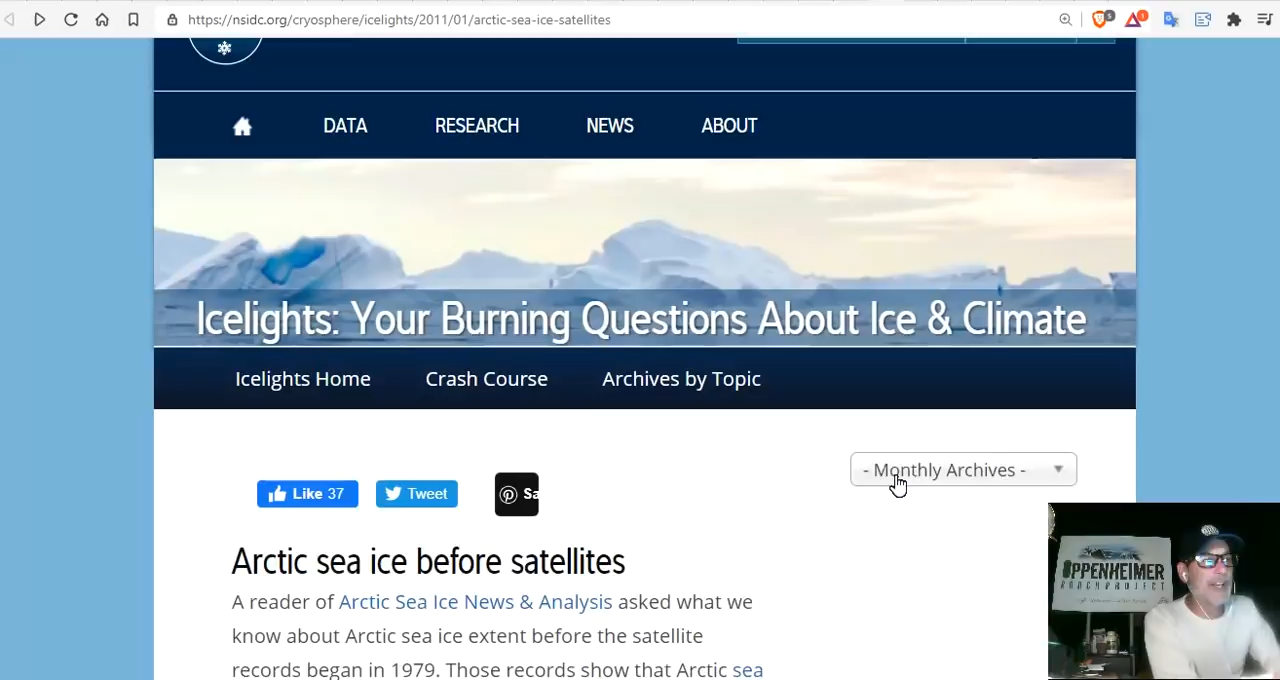 https://nsidc.org/cryosphere/icelights/2011/01/arctic-sea-ice-satellites
5
1
DATA
RESEARCH
NEWS
ABOUT
Icelights: Your Burning Questions About Ice & Climate
Icelights Home
Crash Course
Archives by Topic
- Monthly Archives -
Like 37
Tweet
Sa
Arctic sea ice before satellites
A reader of Arctic Sea Ice News & Analysis asked what we
know about Arctic sea ice extent before the satellite
records began in 1979. Those records show that Arctic sea
OPPENHEIMER
RANCH PROJECT